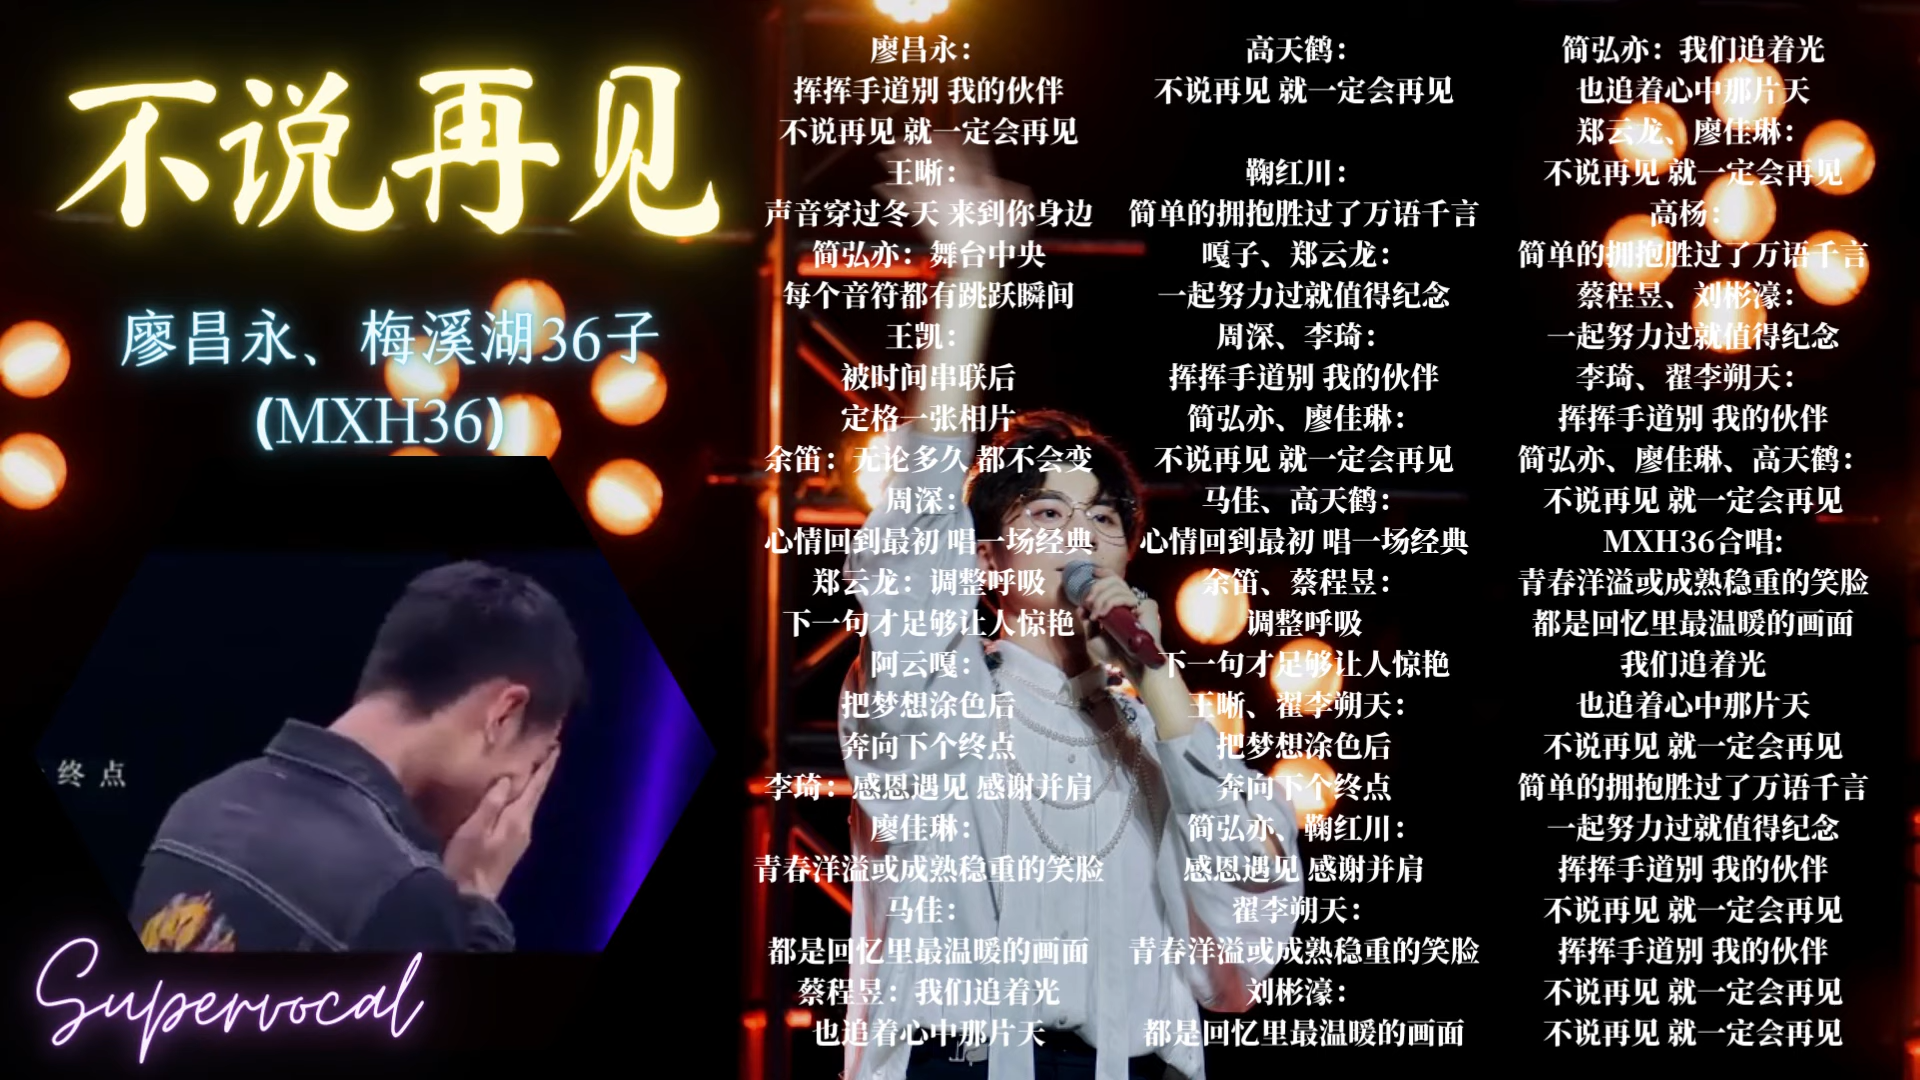 不说再见
廖昌永、梅溪湖36子
(MXH36)
终点
Supervocal
廖昌永：
挥挥手道别 我的伙伴
不说再见 就一定会再见
王晰：
声音穿过冬天 来到你身边
简弘亦：舞台中央
每个音符都有跳跃瞬间
王凯：
被时间串联后
定格一张相片
余笛：无论多久 都不会变
周深：
心情回到最初 唱一场经典
郑云龙：调整呼吸
下一句才足够让人惊艳
阿云嘎：
把梦想涂色后
奔向下个终点
李琦：感恩遇见 感谢并肩
廖佳琳：
青春洋溢或成熟稳重的笑脸
马佳：
都是回忆里最温暖的画面
蔡程昱：我们追着光
也追着心中那片天
高天鹤：
不说再见 就一定会再见
鞠红川：
简单的拥抱胜过了万语千言
嘎子、郑云龙：
一起努力过就值得纪念
周深、李琦：
挥挥手道别 我的伙伴
简弘亦、廖佳琳：
不说再见 就一定会再见
马佳、高天鹤：
心情回到最初 唱一场经典
余笛、蔡程昱：
调整呼吸
下一句才足够让人惊艳
王晰、翟李朔天：
把梦想涂色后
奔向下个终点
简弘亦、鞠红川：
感恩遇见 感谢并肩
翟李朔天：
青春洋溢或成熟稳重的笑脸
刘彬濠：
都是回忆里最温暖的画面
简弘亦：我们追着光
也追着心中那片天
郑云龙、廖佳琳：
不说再见 就一定会再见
高杨：
简单的拥抱胜过了万语千言
蔡程昱、刘彬濠：
一起努力过就值得纪念
李琦、翟李朔天：
挥挥手道别 我的伙伴
简弘亦、廖佳琳、高天鹤：
不说再见 就一定会再见
MXH36合唱:
青春洋溢或成熟稳重的笑脸
都是回忆里最温暖的画面
我们追着光
也追着心中那片天
不说再见 就一定会再见
简单的拥抱胜过了万语千言
一起努力过就值得纪念
挥挥手道别 我的伙伴
不说再见 就一定会再见
挥挥手道别 我的伙伴
不说再见 就一定会再见
不说再见 就一定会再见